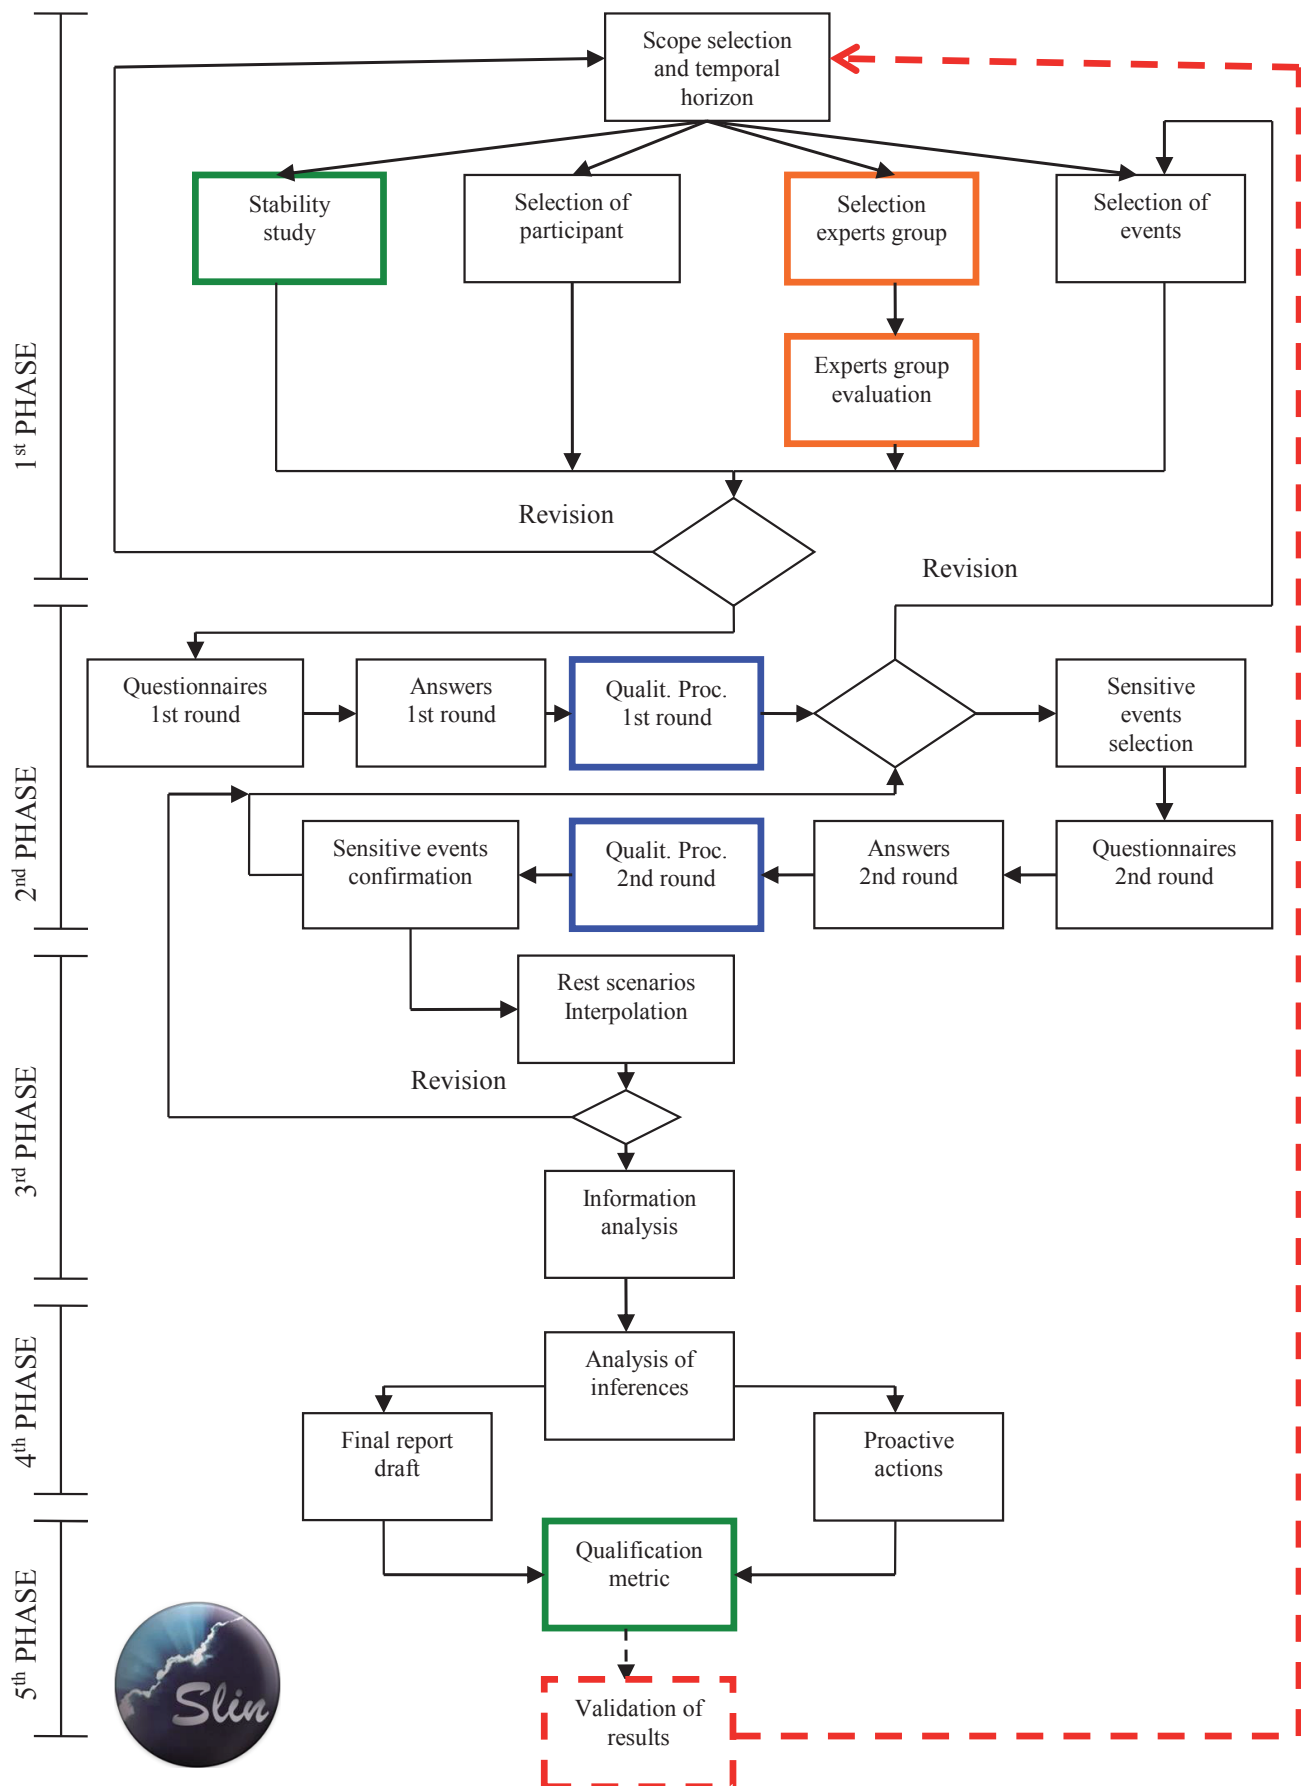 Scope selection
and temporal
horizon
Stability
study
Selection of
participant
Selection
experts group
Selection of
events
Experts group
evaluation
1st PHASE
Revision
Revision
Questionnaires
1st round
Answers
1st round
Qualit. Proc.
1st round
Sensitive
events
selection
2nd PHASE
Sensitive events
confirmation
Qualit. Proc.
2nd round
Answers
2nd round
Questionnaires
2nd round
Rest scenarios
Interpolation
Revision
3rd PHASE
Information
analysis
4th PHASE
Analysis of
inferences
Final report
draft
Proactive
actions
5th PHASE
Qualification
metric
Slin
Validation of
results